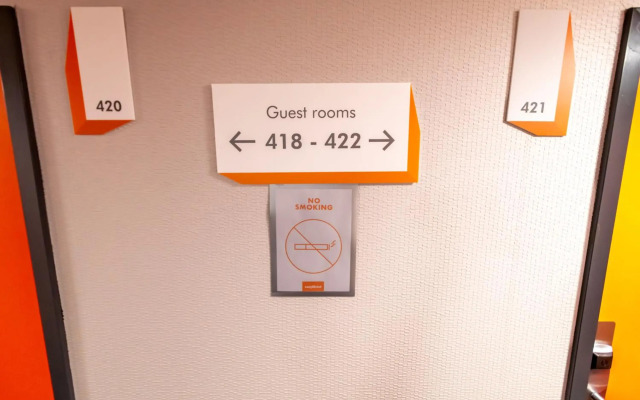 420
421
Guest rooms
← 418 - 422 →
NO
SMOKING